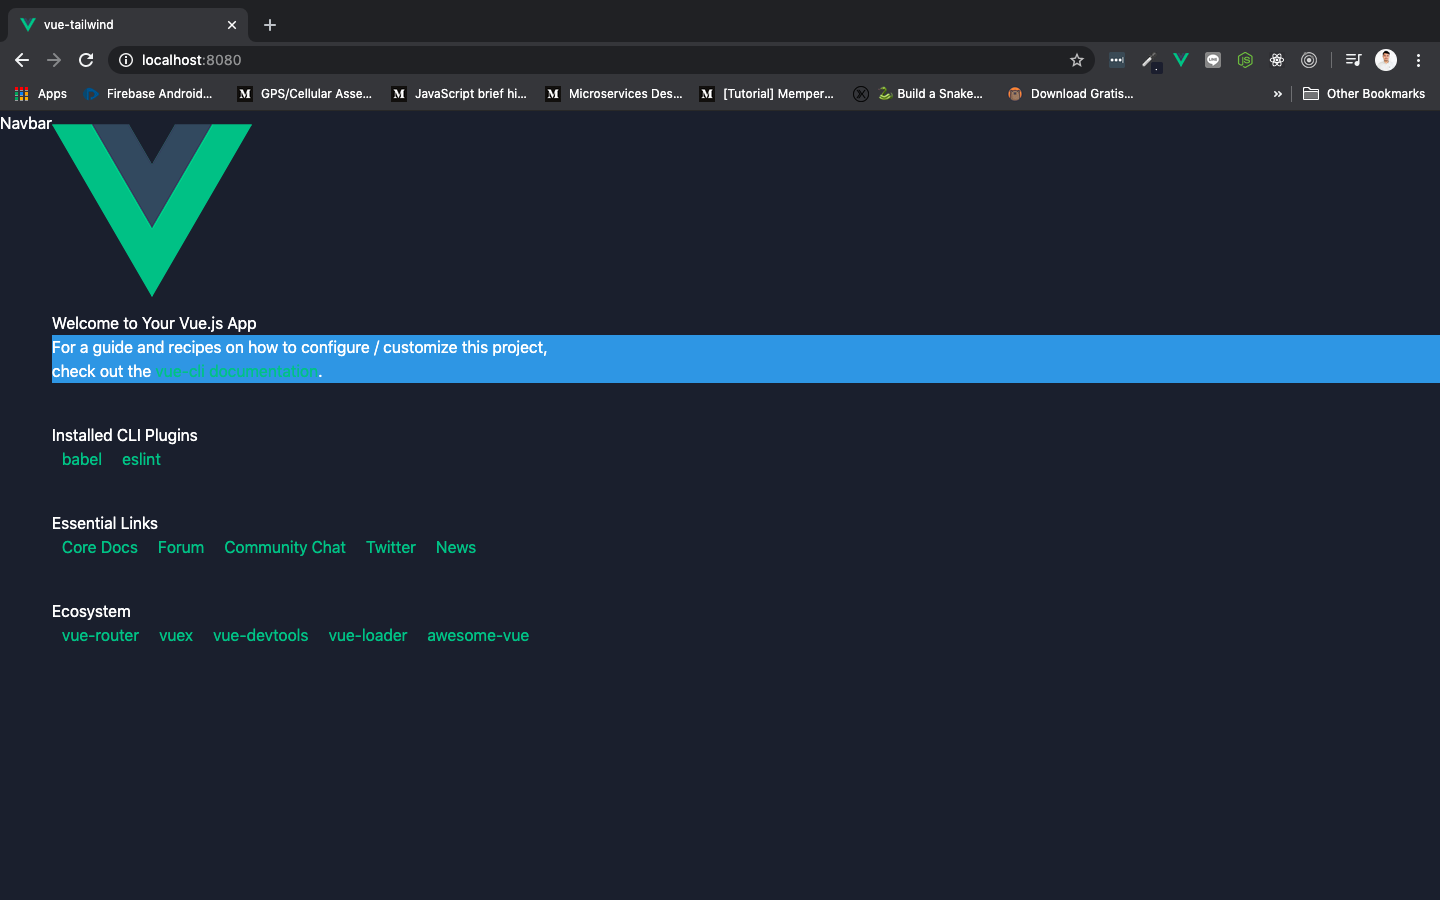 vue-tailwind
localhost:8080
Apps
Firebase Android...
GPS/Cellular Asse...
JavaScript brief hi...
Microservices Des...
[Tutorial] Memper...
Build a Snake...
Download Gratis...
»
Other Bookmarks
Navbar
Welcome to Your Vue.js App
For a guide and recipes on how to configure / customize this project,
check out the vue-cli documentation.
Installed CLI Plugins
babel eslint
Essential Links
Core Docs Forum Community Chat Twitter News
Ecosystem
vue-router vuex vue-devtools vue-loader awesome-vue